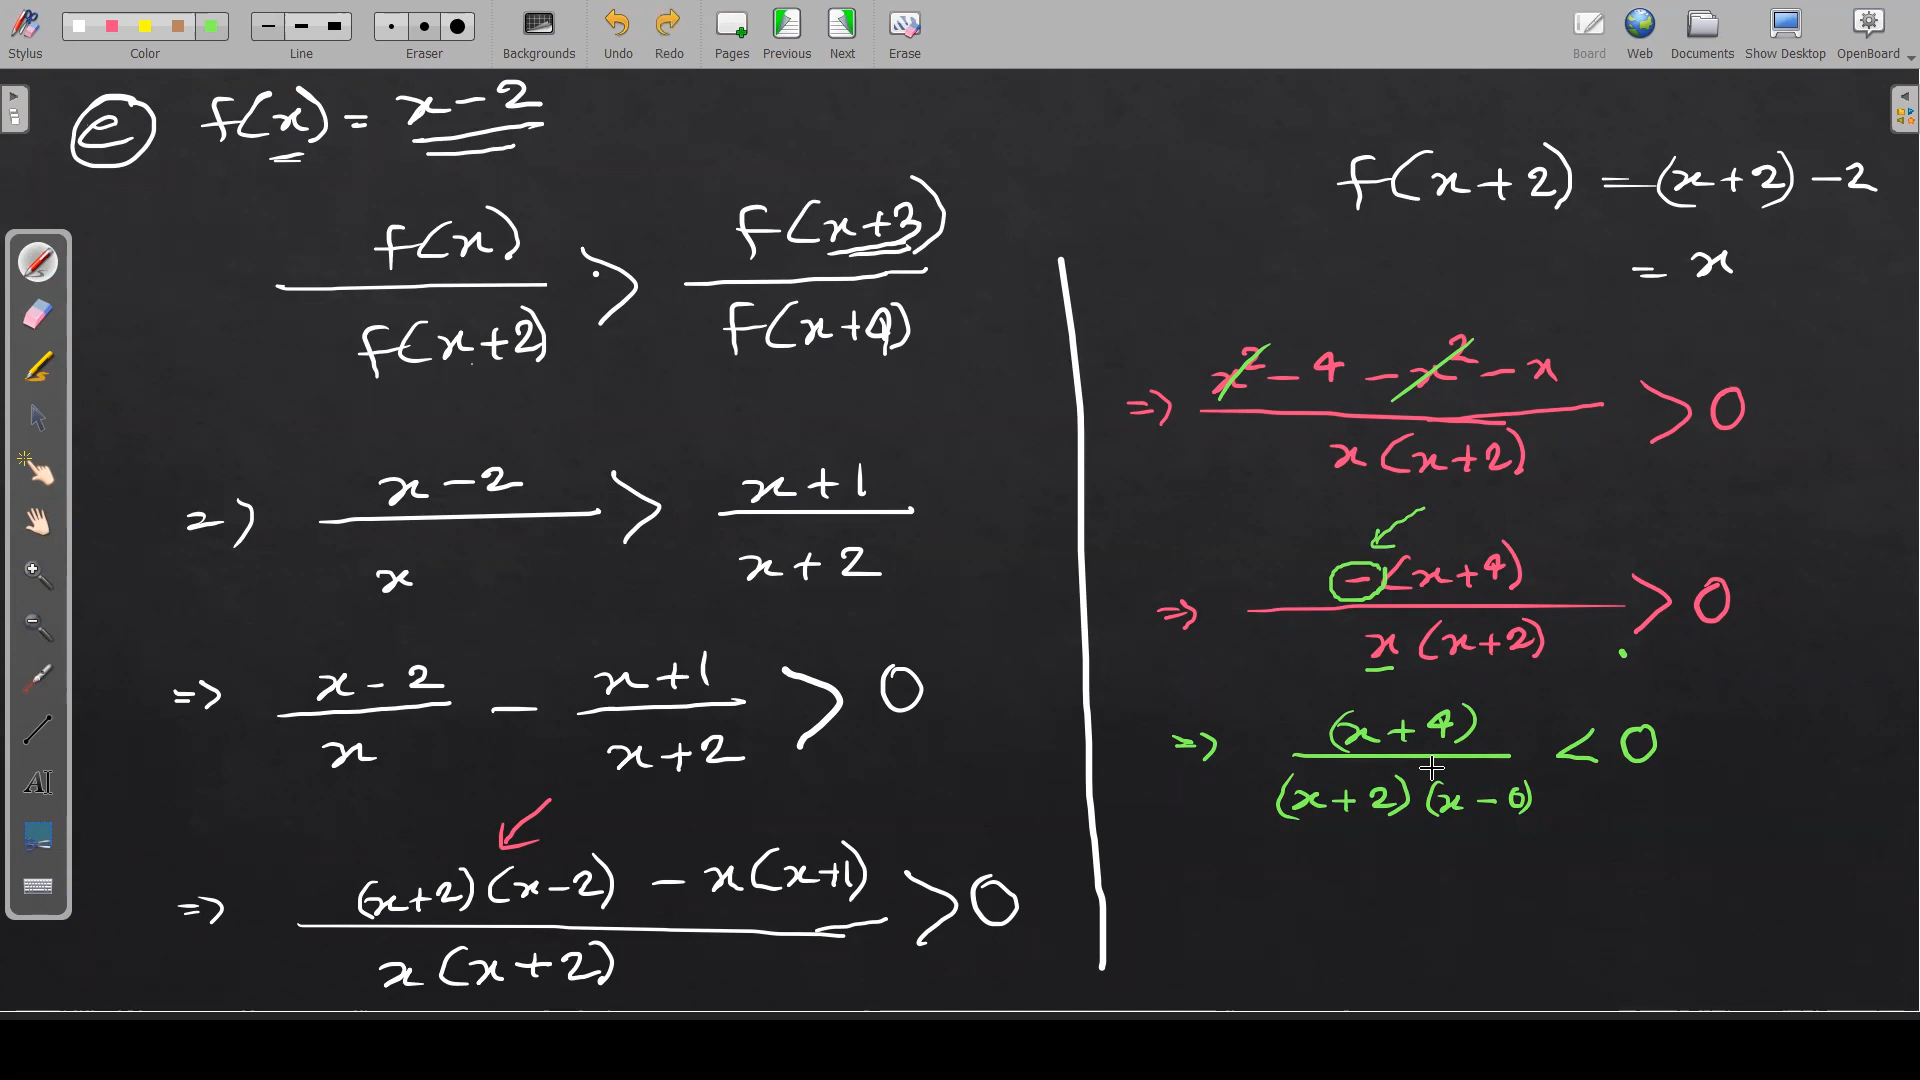 Stylus Color Line Eraser Backgrounds Undo Redo Pages Previous Next Erase Board Web Documents Show Desktop OpenBoard
e f(x) = x-2
f(x) / f(x+2) > f(x+3) / f(x+4)
=> x-2 / x > x+1 / x+2
=> x-2 / x - x+1 / x+2 > 0
=> (x+2)(x-2) - x(x+1) / x(x+2) > 0
f(x+2) = (x+2)-2
= x
=> x² - 4 - x² - x / x(x+2) > 0
=> -(x+4) / x(x+2) > 0
=> (x+4) / (x+2)(x-0) < 0
AI